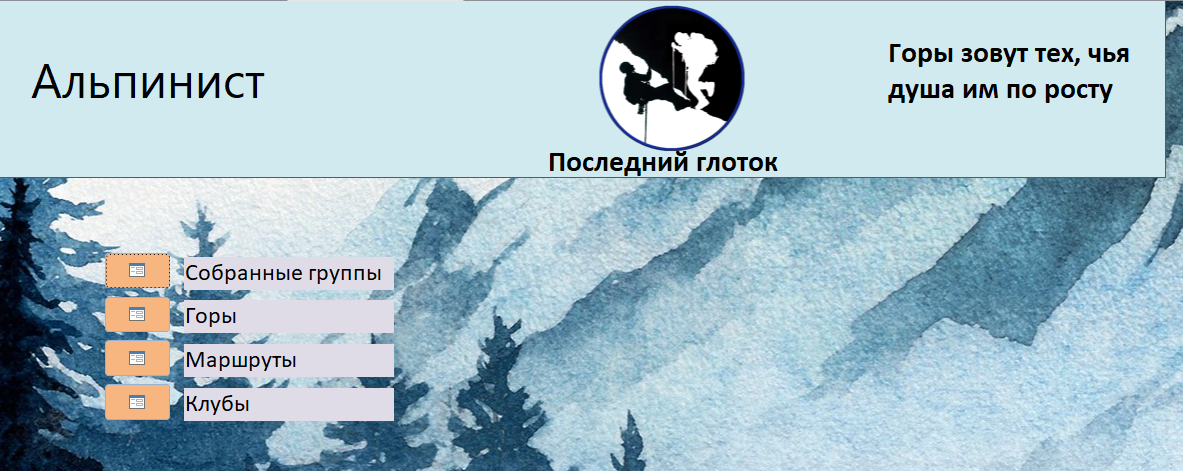 Альпинист
Горы зовут тех, чья
душа им по росту
Последний глоток
Собранные группы
Горы
Маршруты
Клубы